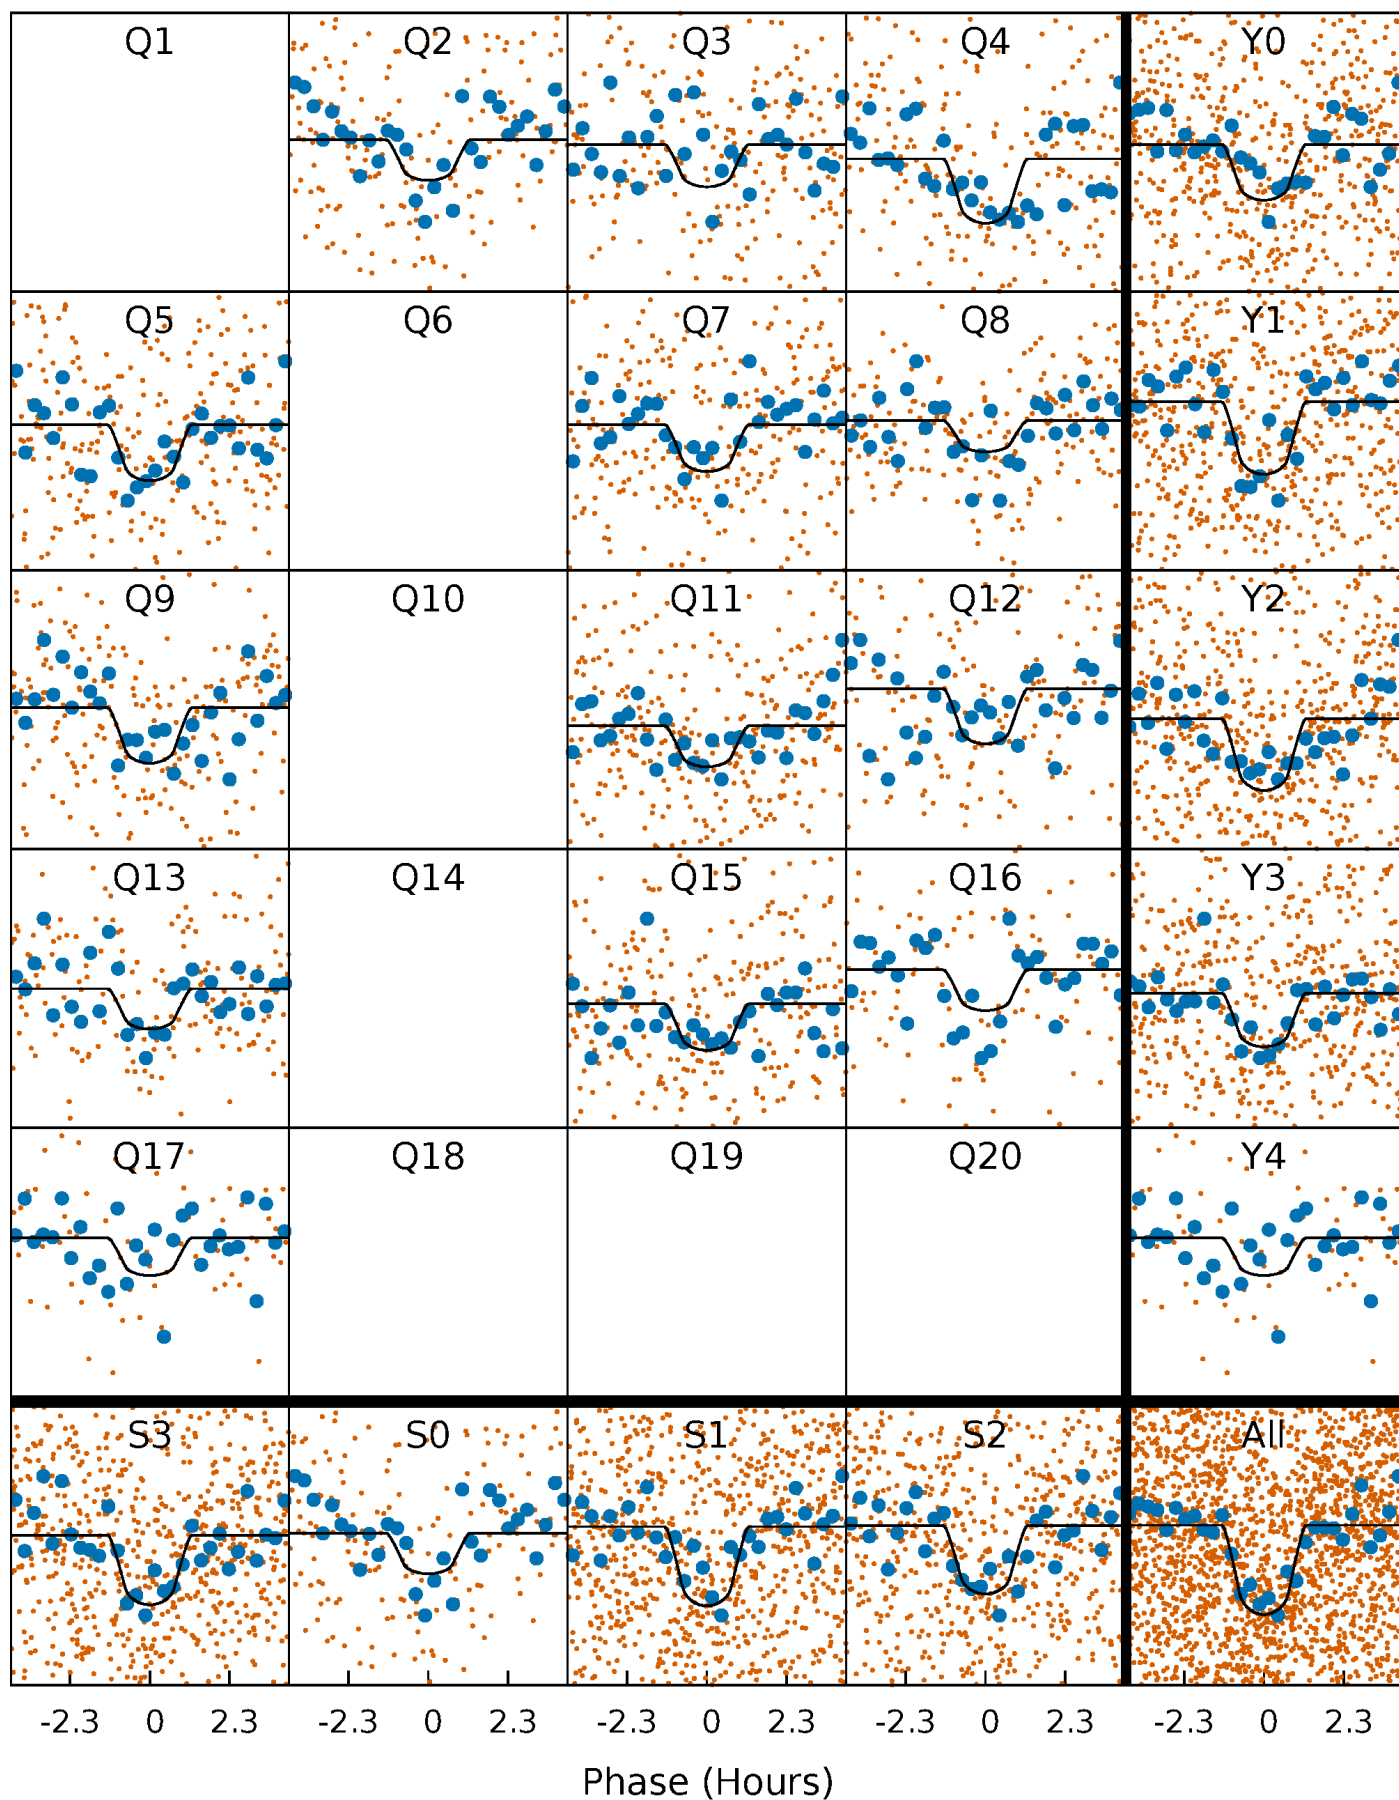 Q1 Q2 Q3 Q4 Y0
Q5 Q6 Q7 Q8 Y1
Q9 Q10 Q11 Q12 Y2
Q13 Q14 Q15 Q16 Y3
Q17 Q18 Q19 Q20 Y4
S3 S0 S1 S2 All
-2.3 0 2.3 -2.3 0 2.3 -2.3 0 2.3 -2.3 0 2.3 -2.3 0 2.3
Phase (Hours)